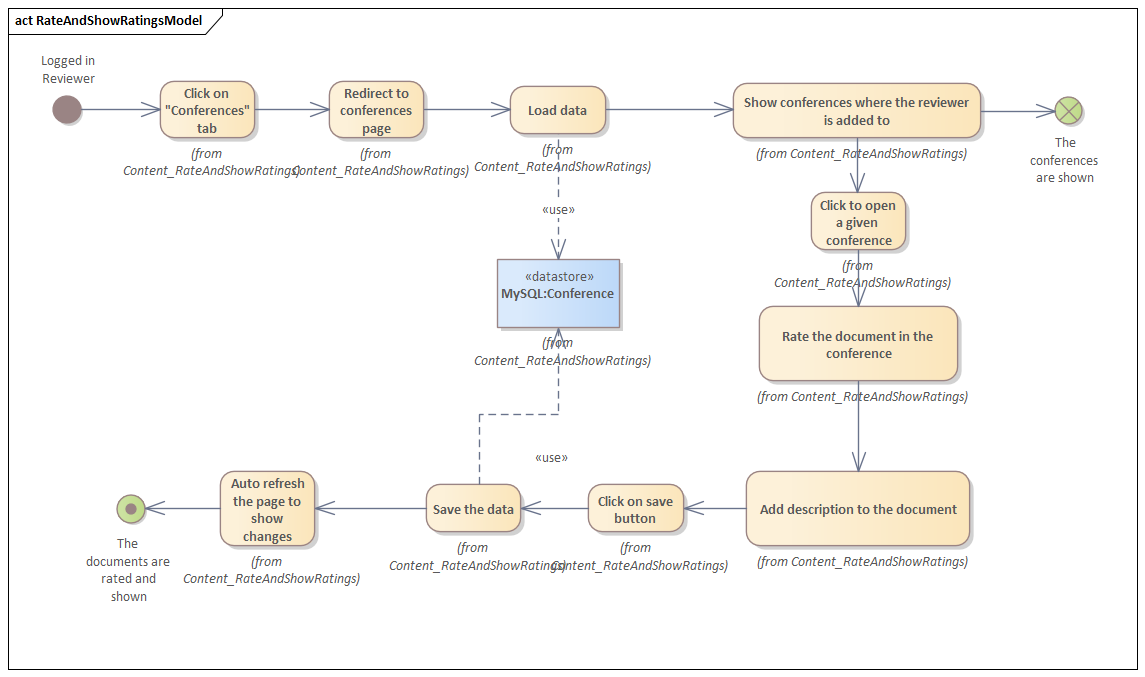 act RateAndShowRatingsModel
Logged in
Reviewer
Click on
"Conferences"
tab
(from
Content_RateAndShowRatings)
Redirect to
conferences
page
(from
Content_RateAndShowRatings)
Load data
(from
Content_RateAndShowRatings)
Show conferences where the reviewer
is added to
(from Content_RateAndShowRatings)
The
conferences
are shown
«use»
Click to open
a given
conference
(from
Content_RateAndShowRatings)
«datastore»
MySQL:Conference
(from
Content_RateAndShowRatings)
Rate the document in the
conference
(from Content_RateAndShowRatings)
«use»
Auto refresh
the page to
show
changes
(from
Content_RateAndShowRatings)
Save the data
(from
Content_RateAndShowRatings)
Click on save
button
(from
Content_RateAndShowRatings)
Add description to the document
(from Content_RateAndShowRatings)
The
documents are
rated and
shown